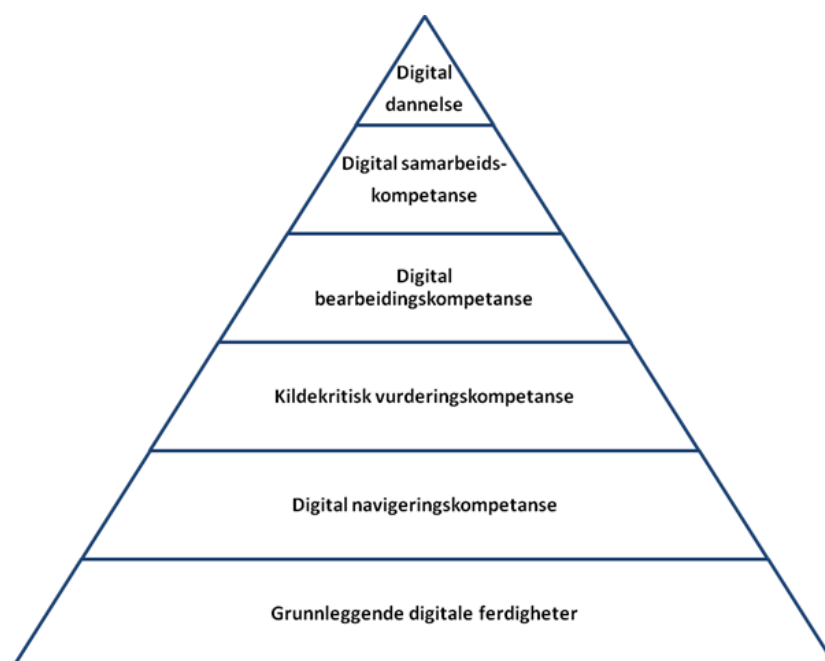 Digital
dannelse
Digital samarbeids-
kompetanse
Digital
bearbeidingskompetanse
Kildekritisk vurderingskompetanse
Digital navigeringskompetanse
Grunnleggende digitale ferdigheter